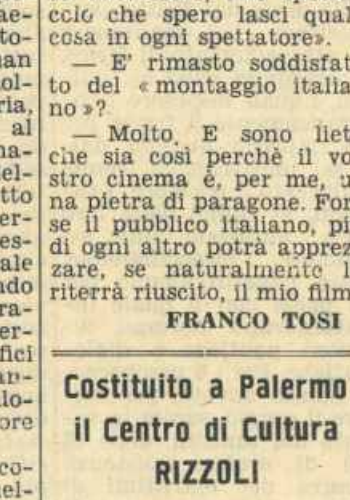 ccio che spero lasci qual
cosa in ogni spettatore».
— E' rimasto soddisfat
to del «montaggio italia
no»?
— Molto. E sono liet
che sia così perchè il vo
stro cinema è, per me, u
na pietra di paragone. For
se il pubblico italiano, pi
di ogni altro potrà apprez
zare, se naturalmente l
riterrà riuscito, il mio film
FRANCO TOSI
Costituito a Palermo
il Centro di Cultura
RIZZOLI